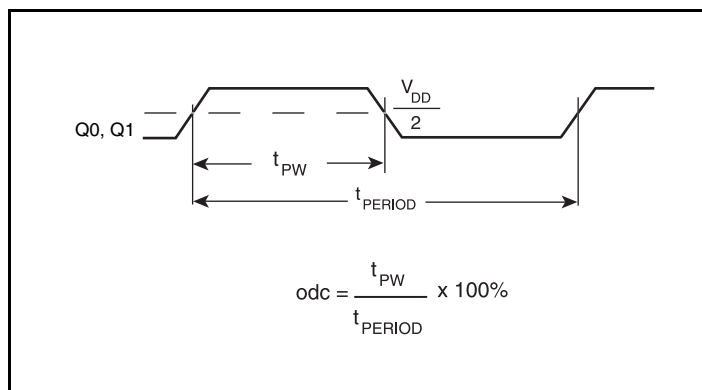 V_DD
2
Q0, Q1
t_PW
t_PERIOD
odc = t_PW / t_PERIOD x 100%